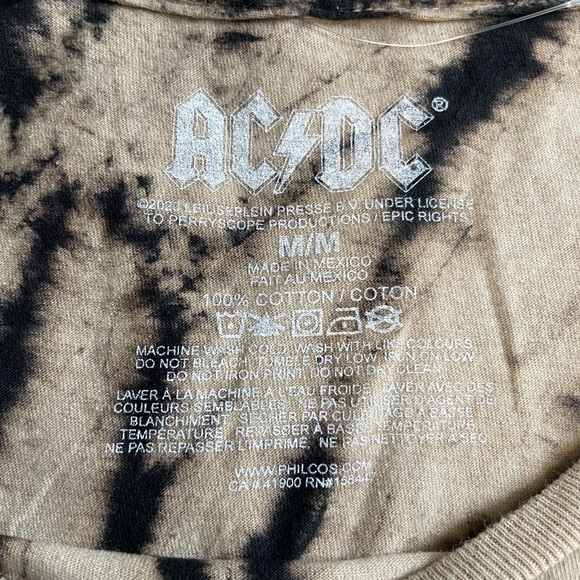 AC⚡DC®
©2023 LEIDSEPLEIN PRESSE B.V. UNDER LICENSE
TO PERRYSCOPE PRODUCTIONS / EPIC RIGHTS
M/M
MADE IN MEXICO
FAIT AU MEXICO
100% COTTON / COTON
MACHINE WASH COLD. WASH WITH LIKE COLOURS.
DO NOT BLEACH. TUMBLE DRY LOW. IRON ON LOW.
DO NOT IRON PRINT. DO NOT DRY CLEAN.
LAVER À LA MACHINE À L'EAU FROIDE. LAVER AVEC DES
COULEURS SEMBLABLES. NE PAS UTILISER D'AGENT DE
BLANCHIMENT. SÉCHER PAR CULBUTAGE À BASSE
TEMPÉRATURE. REPASSER À BASSE TEMPÉRATURE.
NE PAS REPASSER L'IMPRIMÉ. NE PAS NETTOYER À SEC.
WWW.PHILCOS.COM
CA # 41900 RN#15844